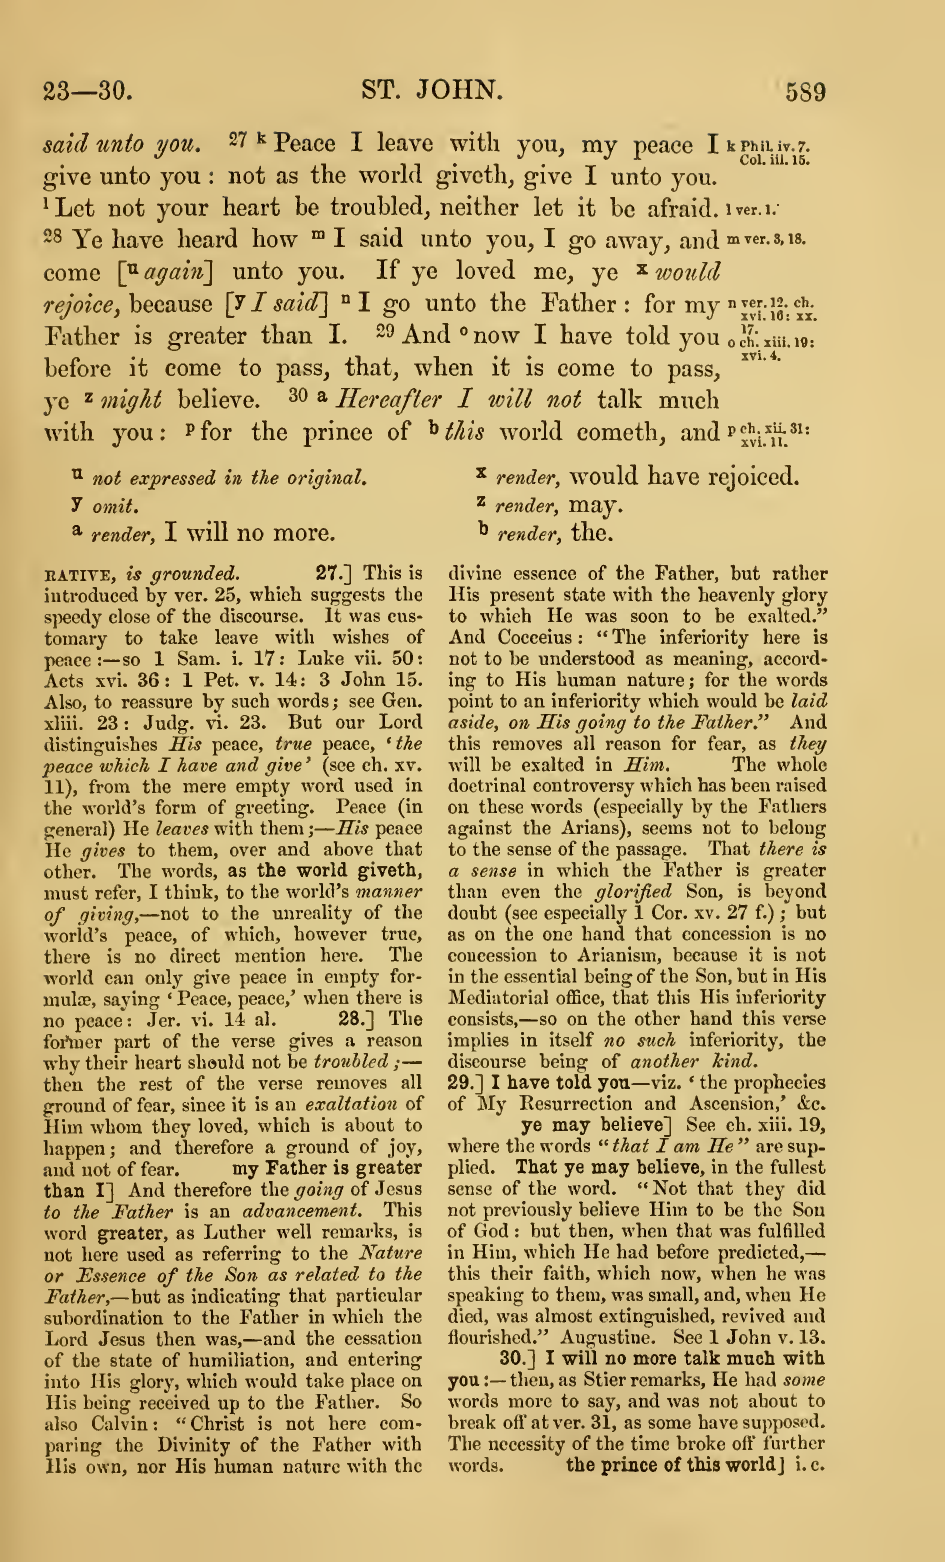 23—30. ST. JOHN. 589
said unto you. 27 k Peace I leave with you, my peace I k Phil. iv. 7.
Col. iii. 15.
give unto you : not as the world giveth, give I unto you.
l Let not your heart be troubled, neither let it be afraid. l ver. 1.
28 Ye have heard how m I said unto you, I go away, and m ver. 3, 18.
come [u again] unto you. If ye loved me, ye x would
rejoice, because [y I said] n I go unto the Father : for my n ver. 12. ch.
xvi. 16: xx.
17.
Father is greater than I. 29 And o now I have told you o ch. xiii. 19:
xvi. 4.
before it come to pass, that, when it is come to pass,
ye z might believe. 30 a Hereafter I will not talk much
with you : p for the prince of b this world cometh, and p ch. xii. 31:
xvi. 11.
u not expressed in the original.
y omit.
a render, I will no more.
x render, would have rejoiced.
z render, may.
b render, the.
RATIVE, is grounded. 27.] This is
introduced by ver. 25, which suggests the
speedy close of the discourse. It was cus-
tomary to take leave with wishes of
peace :—so 1 Sam. i. 17: Luke vii. 50:
Acts xvi. 36: 1 Pet. v. 14: 3 John 15.
Also, to reassure by such words; see Gen.
xliii. 23 : Judg. vi. 23. But our Lord
distinguishes His peace, true peace, ‘the
peace which I have and give’ (see ch. xv.
11), from the mere empty word used in
the world’s form of greeting. Peace (in
general) He leaves with them ;—His peace
He gives to them, over and above that
other. The words, as the world giveth,
must refer, I think, to the world’s manner
of giving,—not to the unreality of the
world’s peace, of which, however true,
there is no direct mention here. The
world can only give peace in empty for-
mulæ, saying ‘Peace, peace,’ when there is
no peace: Jer. vi. 14 al. 28.] The
former part of the verse gives a reason
why their heart should not be troubled ;—
then the rest of the verse removes all
ground of fear, since it is an exaltation of
Him whom they loved, which is about to
happen; and therefore a ground of joy,
and not of fear. my Father is greater
than I] And therefore the going of Jesus
to the Father is an advancement. This
word greater, as Luther well remarks, is
not here used as referring to the Nature
or Essence of the Son as related to the
Father,—but as indicating that particular
subordination to the Father in which the
Lord Jesus then was,—and the cessation
of the state of humiliation, and entering
into His glory, which would take place on
His being received up to the Father. So
also Calvin : “Christ is not here com-
paring the Divinity of the Father with
His own, nor His human nature with the
divine essence of the Father, but rather
His present state with the heavenly glory
to which He was soon to be exalted.”
And Cocceius : “The inferiority here is
not to be understood as meaning, accord-
ing to His human nature; for the words
point to an inferiority which would be laid
aside, on His going to the Father.” And
this removes all reason for fear, as they
will be exalted in Him. The whole
doctrinal controversy which has been raised
on these words (especially by the Fathers
against the Arians), seems not to belong
to the sense of the passage. That there is
a sense in which the Father is greater
than even the glorified Son, is beyond
doubt (see especially 1 Cor. xv. 27 f.) ; but
as on the one hand that concession is no
concession to Arianism, because it is not
in the essential being of the Son, but in His
Mediatorial office, that this His inferiority
consists,—so on the other hand this verse
implies in itself no such inferiority, the
discourse being of another kind.
29.] I have told you—viz. ‘the prophecies
of My Resurrection and Ascension,’ &c.
ye may believe] See ch. xiii. 19,
where the words “that I am He” are sup-
plied. That ye may believe, in the fullest
sense of the word. “Not that they did
not previously believe Him to be the Son
of God : but then, when that was fulfilled
in Him, which He had before predicted,—
this their faith, which now, when he was
speaking to them, was small, and, when He
died, was almost extinguished, revived and
flourished.” Augustine. See 1 John v. 13.
30.] I will no more talk much with
you :—then, as Stier remarks, He had some
words more to say, and was not about to
break off at ver. 31, as some have supposed.
The necessity of the time broke off further
words. the prince of this world] i. e.